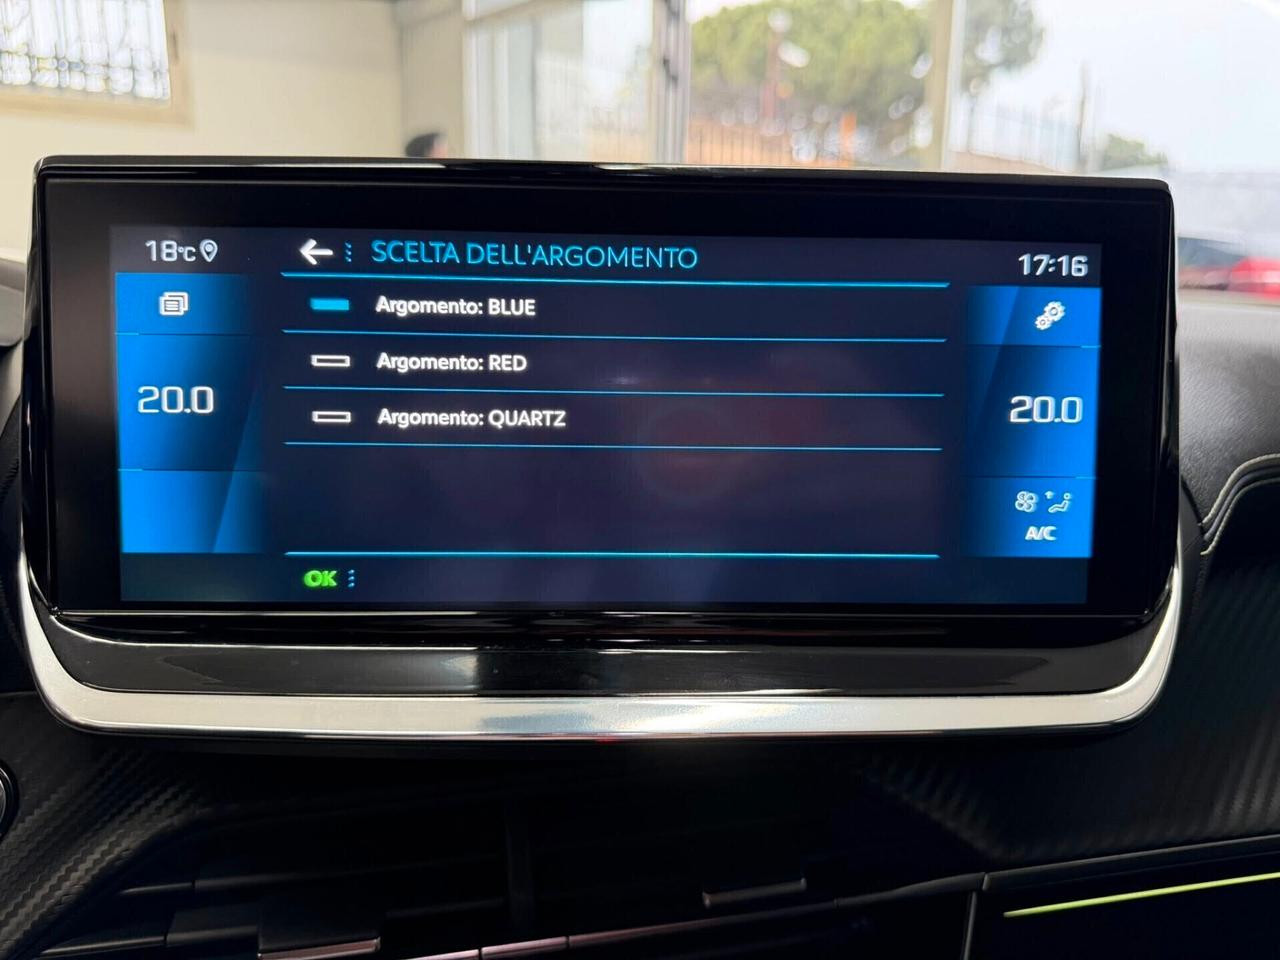 18°C
SCELTA DELL'ARGOMENTO
17:16
Argomento: BLUE
Argomento: RED
Argomento: QUARTZ
20.0
20.0
A/C
OK